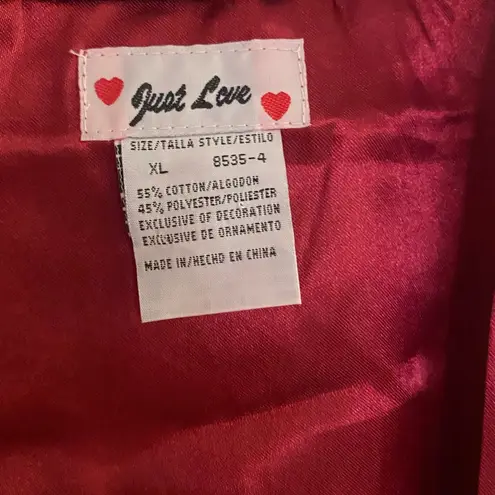 Just Love
SIZE/TALLA STYLE/ESTILO
XL 8535-4
55% COTTON/ALGODON
45% POLYESTER/POLIESTER
EXCLUSIVE OF DECORATION
EXCLUSIVE DE ORNAMENTO
MADE IN/HECHO EN CHINA